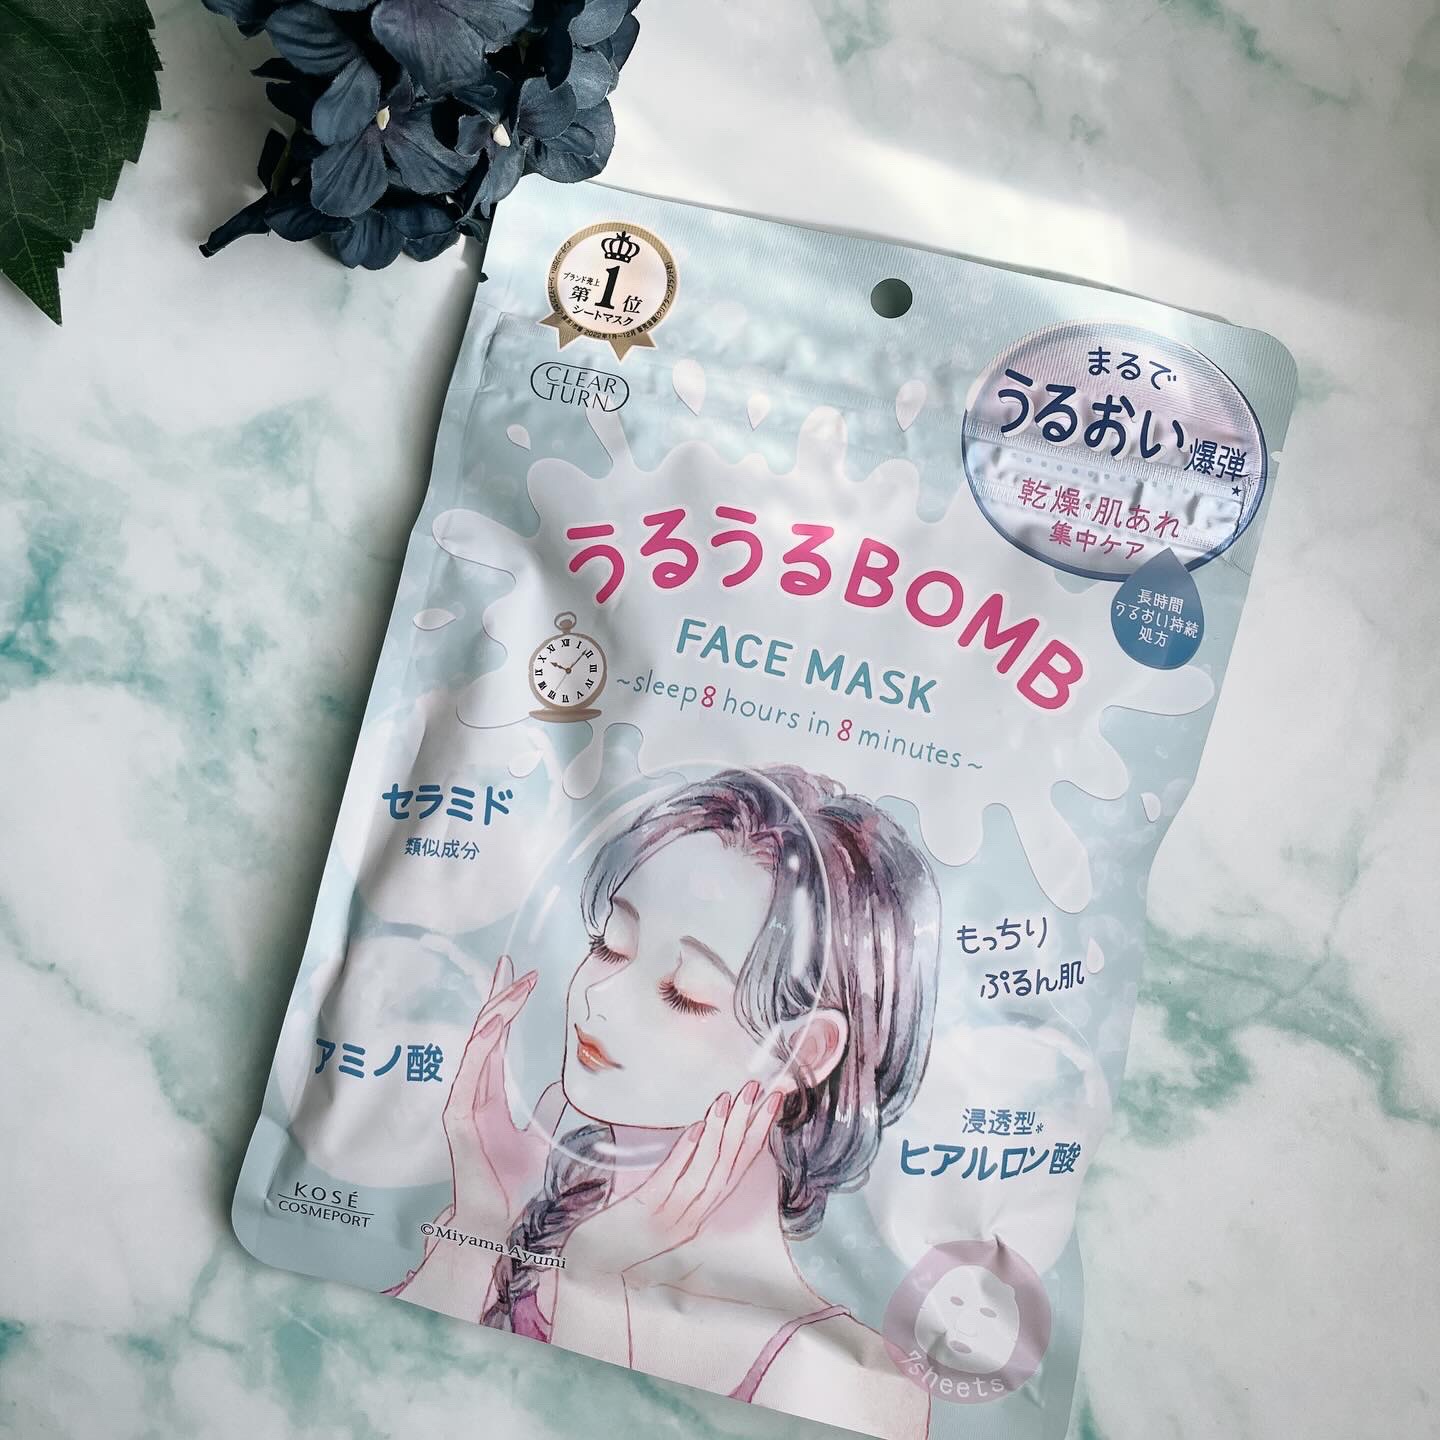 ブランド売上
第1位
シートマスク
CLEAR
TURN
まるで
うるおい爆弾*
乾燥・肌あれ
集中ケア
長時間
うるおい持続
処方
うるうるBOMB
FACE MASK
~sleep 8 hours in 8 minutes~
セラミド
類似成分
もっちり
ぷるん肌
アミノ酸
浸透型*
ヒアルロン酸
KOSÉ
COSMEPORT
©Miyama Ayumi
7sheets